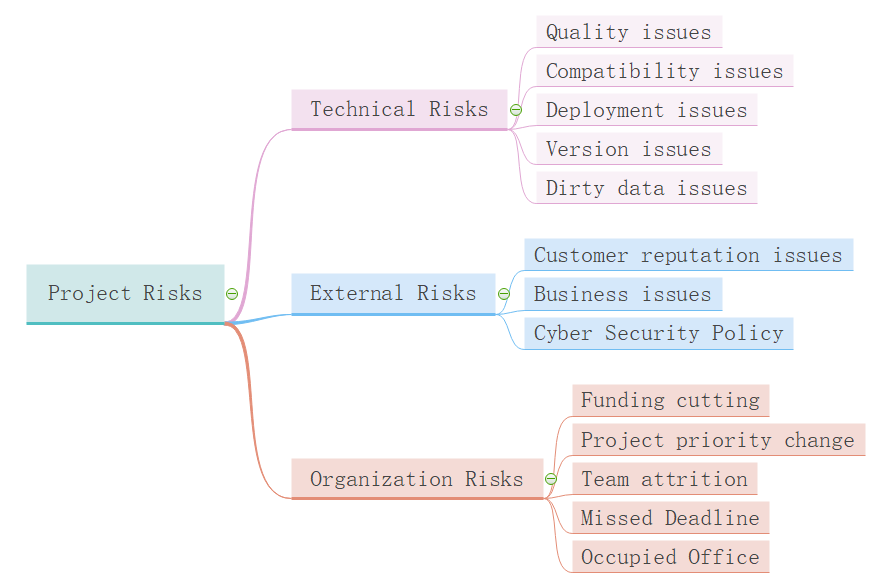 Project Risks
Technical Risks
Quality issues
Compatibility issues
Deployment issues
Version issues
Dirty data issues
External Risks
Customer reputation issues
Business issues
Cyber Security Policy
Organization Risks
Funding cutting
Project priority change
Team attrition
Missed Deadline
Occupied Office